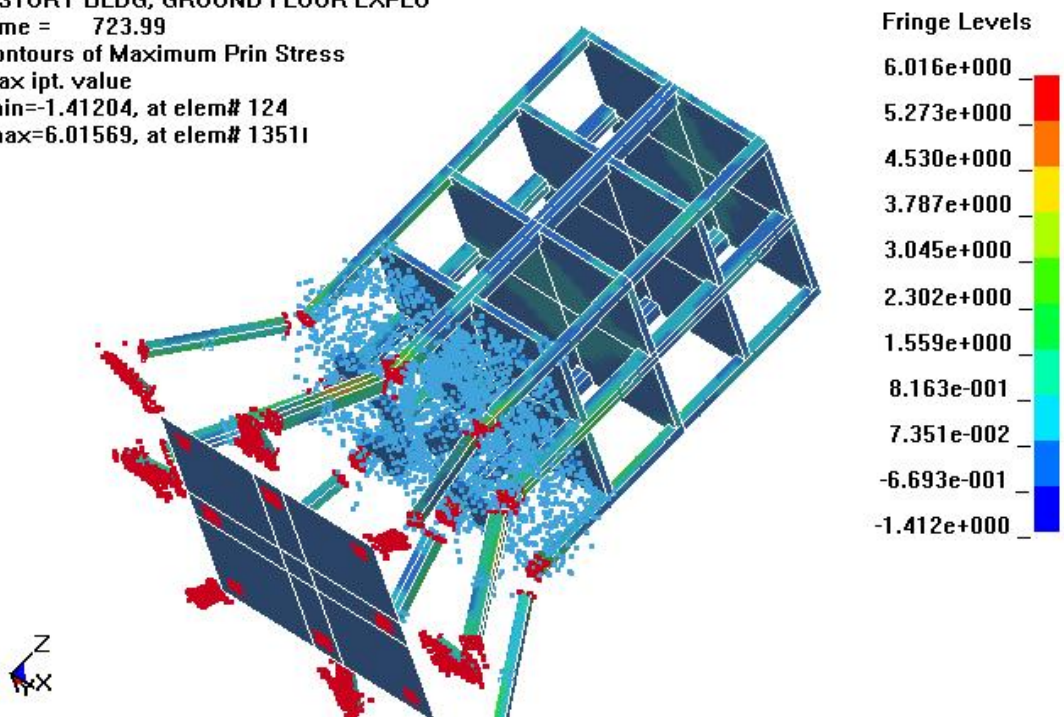 STORY BLDG, GROUND FLOOR EXPLO
me = 723.99
ontours of Maximum Prin Stress
ax ipt. value
in=-1.41204, at elem# 124
ax=6.01569, at elem# 1351
Fringe Levels
6.016e+000
5.273e+000
4.530e+000
3.787e+000
3.045e+000
2.302e+000
1.559e+000
8.163e-001
7.351e-002
-6.693e-001
-1.412e+000
Z
Y
X